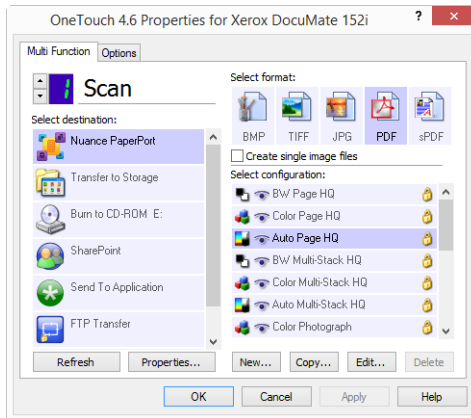 OneTouch 4.6 Properties for Xerox DocuMate 152i
Multi Function
Options
1
Scan
Select destination:
Nuance PaperPort
Transfer to Storage
Burn to CD-ROM E:
SharePoint
Send To Application
FTP Transfer
Refresh
Properties...
Select format:
BMP
TIFF
JPG
PDF
sPDF
Create single image files
Select configuration:
BW Page HQ
Color Page HQ
Auto Page HQ
BW Multi-Stack HQ
Color Multi-Stack HQ
Auto Multi-Stack HQ
Color Photograph
New...
Copy...
Edit...
Delete
OK
Cancel
Apply
Help